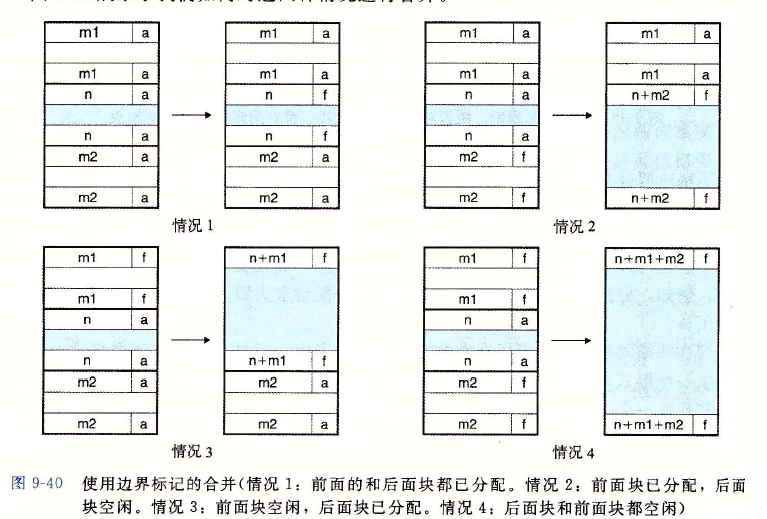 m1 a m1 a m1 a m1 a
m1 a m1 a m1 a m1 a
n a n f n a n+m2 f
n a n f n a
m2 a m2 a m2 f
m2 a m2 a m2 f n+m2 f
情况 1 情况 2
m1 f n+m1 f m1 f n+m1+m2 f
m1 f m1 f
n a n a
n a n+m1 f n a
m2 a m2 a m2 f
m2 a m2 a m2 f n+m1+m2 f
情况 3 情况 4
图 9-40 使用边界标记的合并(情况 1：前面的和后面块都已分配。情况 2：前面块已分配，后面
块空闲。情况 3：前面块空闲，后面块已分配。情况 4：后面块和前面块都空闲)